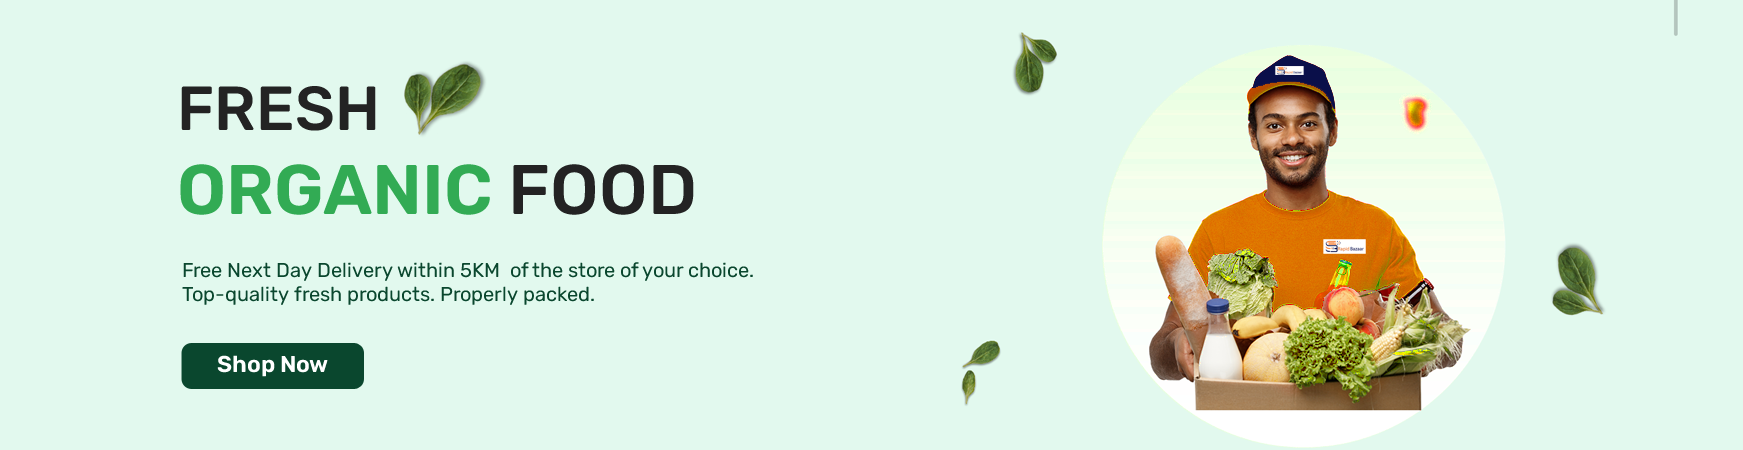 FRESH
ORGANIC FOOD
Free Next Day Delivery within 5KM  of the store of your choice.
Top-quality fresh products. Properly packed.
Shop Now